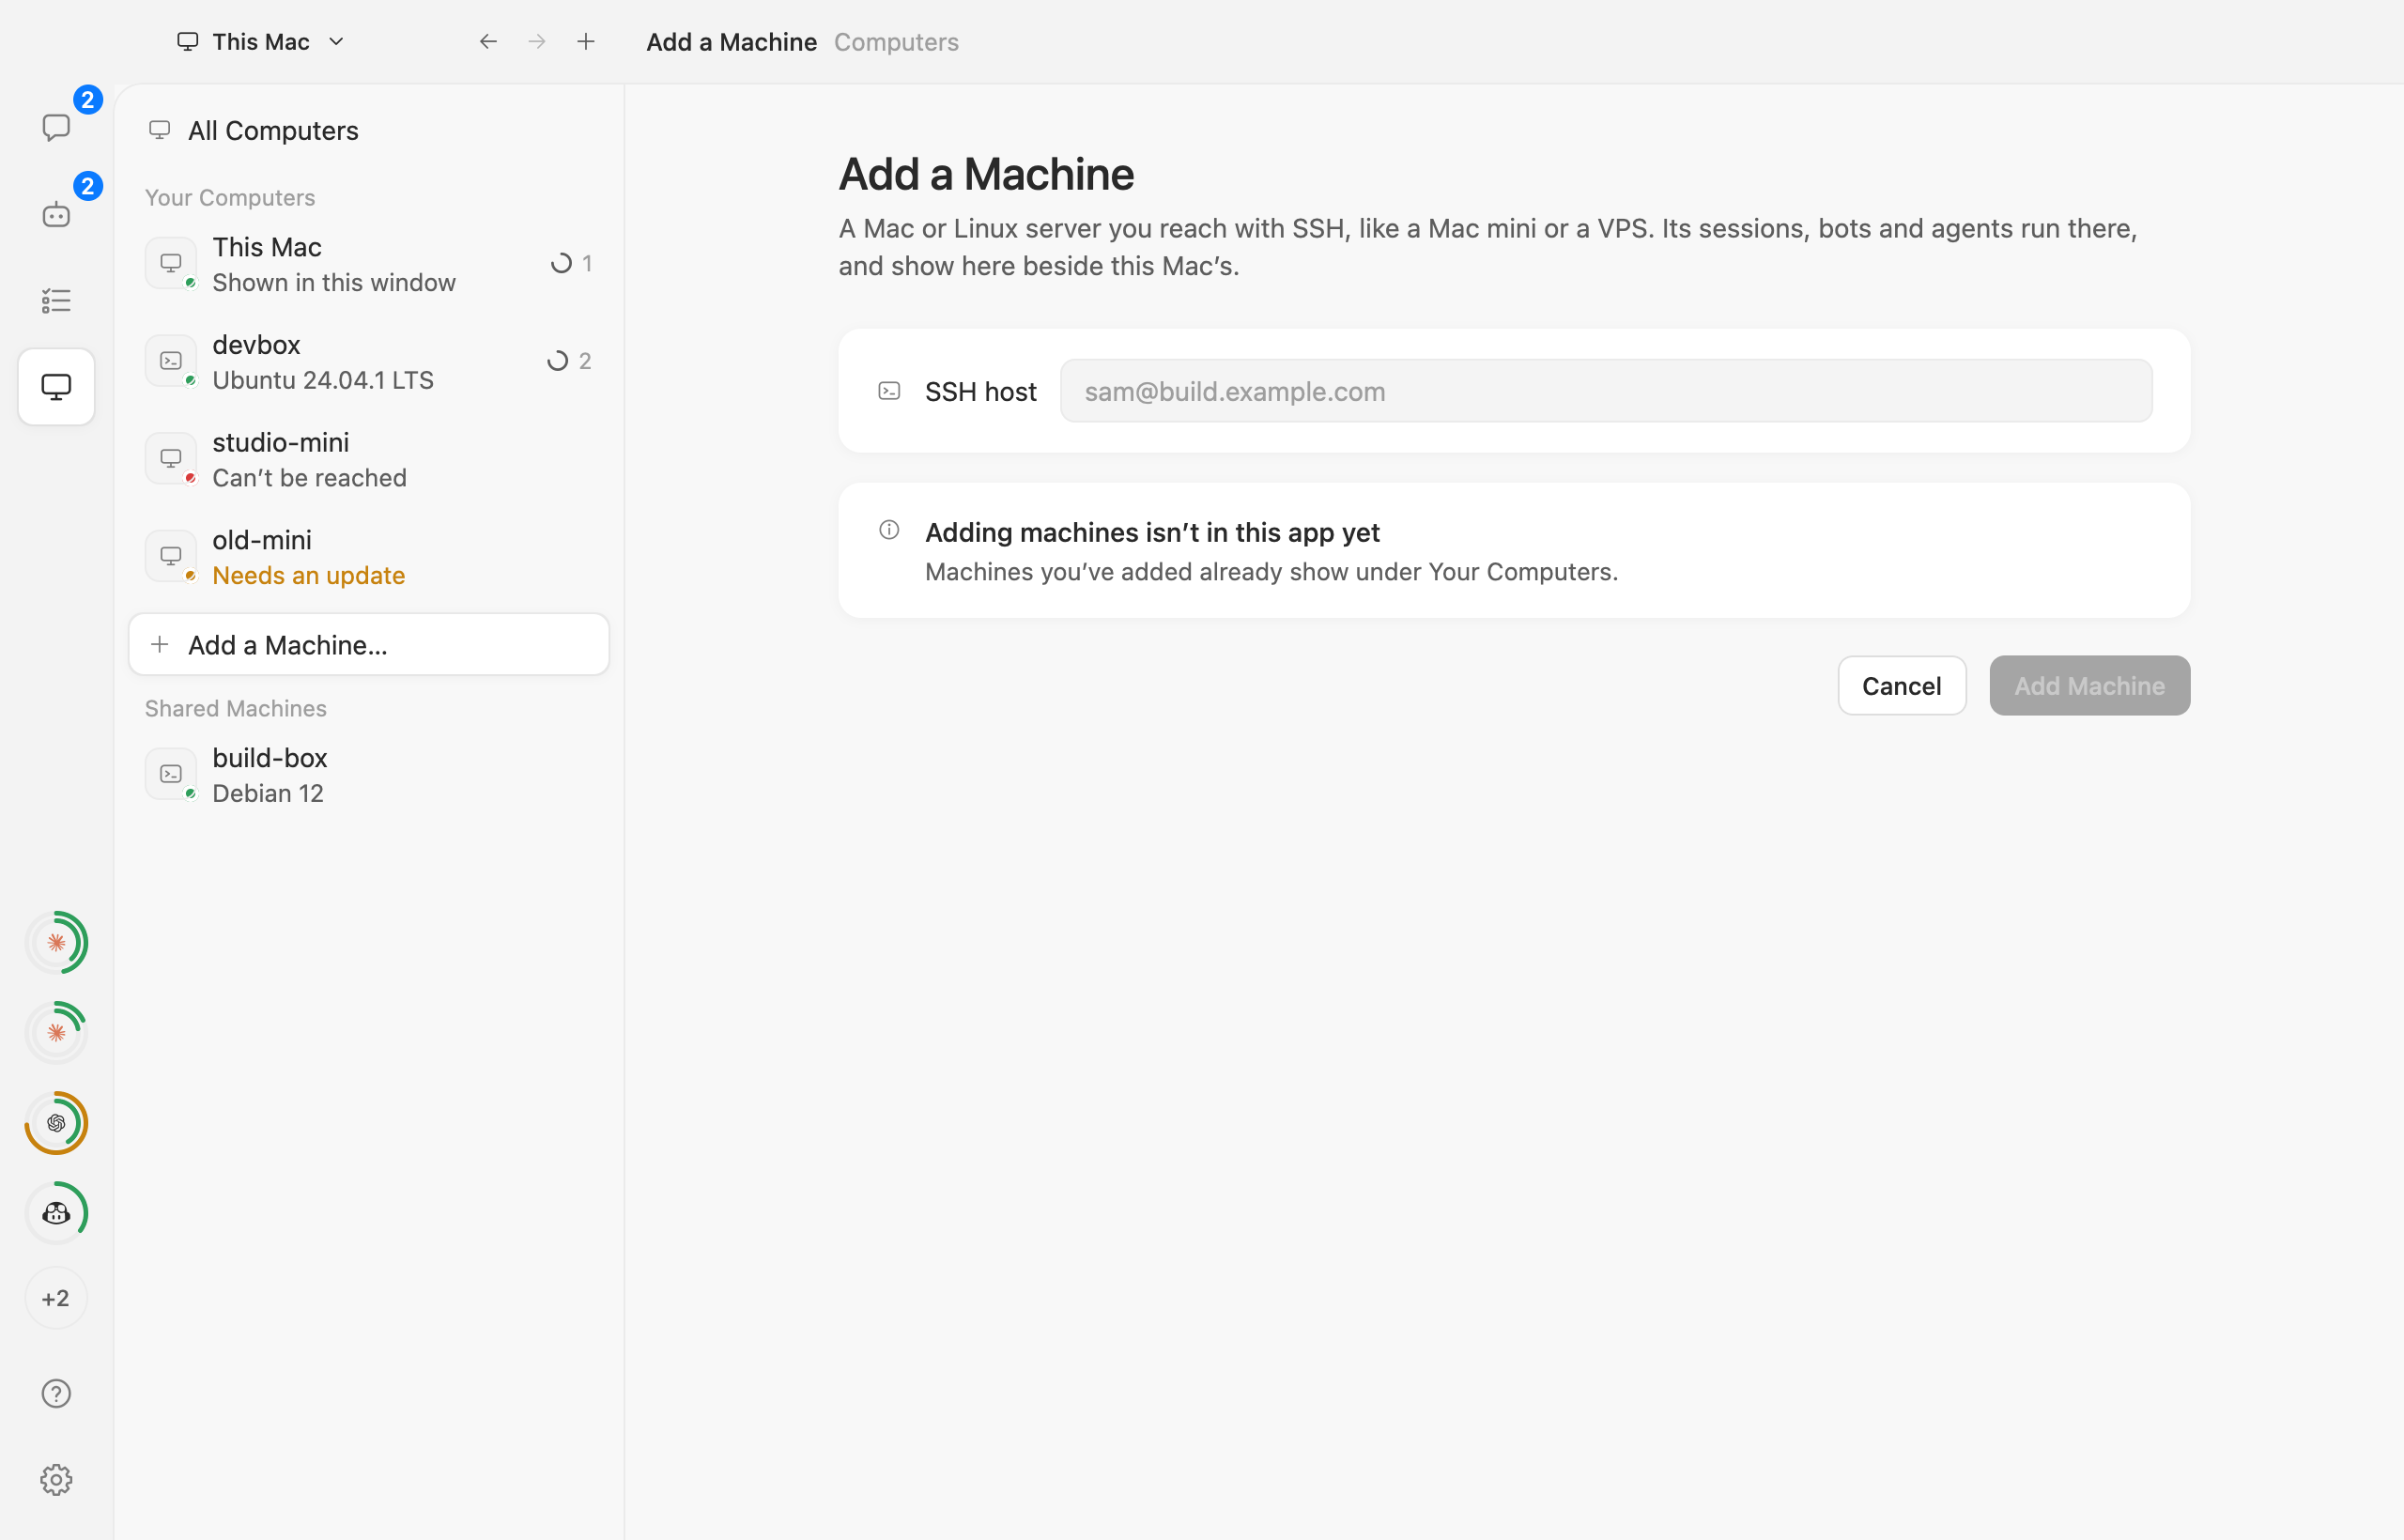 This Mac
Add a Machine Computers
2
2
All Computers
Your Computers
This Mac
Shown in this window
1
devbox
Ubuntu 24.04.1 LTS
2
studio-mini
Can’t be reached
old-mini
Needs an update
Add a Machine...
Shared Machines
build-box
Debian 12
+2
Add a Machine
A Mac or Linux server you reach with SSH, like a Mac mini or a VPS. Its sessions, bots and agents run there,
and show here beside this Mac’s.
SSH host
sam@build.example.com
Adding machines isn’t in this app yet
Machines you’ve added already show under Your Computers.
Cancel
Add Machine